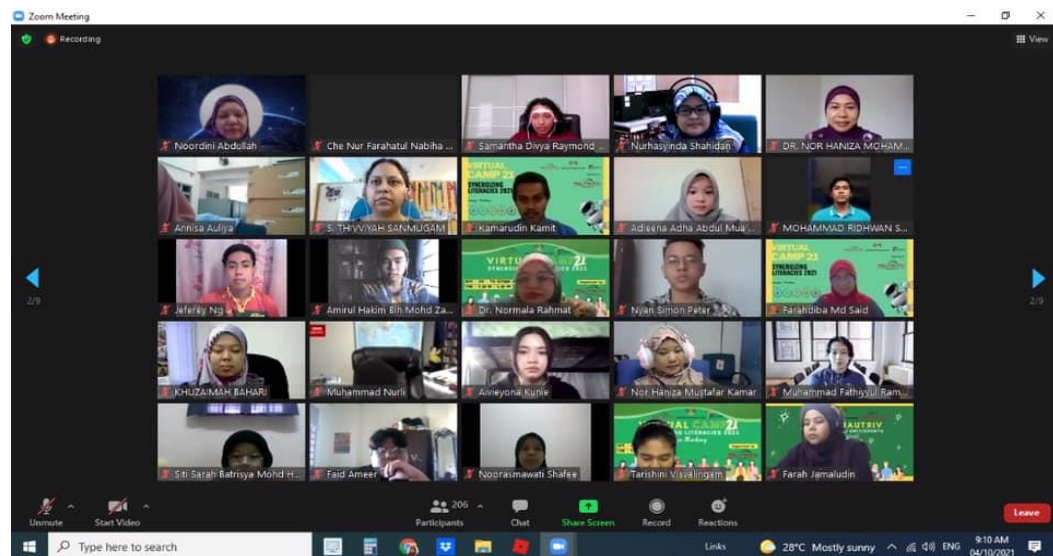 Zoom Meeting
Recording
View
Noordini Abdollah
Che Nur Farahatul Nabiha ...
Samantha Divya Raymond ...
Nurhasyinda Shahidan
DR. NOR HANIZA MOHAM...
VIRTUAL
CAMP 21
SYNERGIZING
LITERACIES 2021
Annisa Auliya
S. THIVVIYAH SANMUGAM
Kamarudin Kamit
Adleena Adha Abdul Mua...
MOHAMMAD RIDHWAN S...
VIRTUAL
CAMP 21
SYNERGIZING
LITERACIES 2021
2/9
2/9
Jeferey Ng
Amirul Hakim Bin Mohd Za...
Dr. Normala Rahmat
Nyan Simon Peter
Farahdiba Md Said
KHUZAIMAH BAHARI
Muhammad Nurli
Aivieyona Kunie
Nor Haniza Mustafar Kamar
Muhammad Fathiyyul Ram...
Siti Sarah Batrisya Mohd H...
Faid Ameer
Noorasmawati Shafee
Tarishini Visvalingam
Farah Jamaludin
Unmute
Start Video
206
Participants
Chat
Share Screen
Record
Reactions
Leave
Type here to search
Links
28°C Mostly sunny
ENG
9:10 AM
04/10/2021